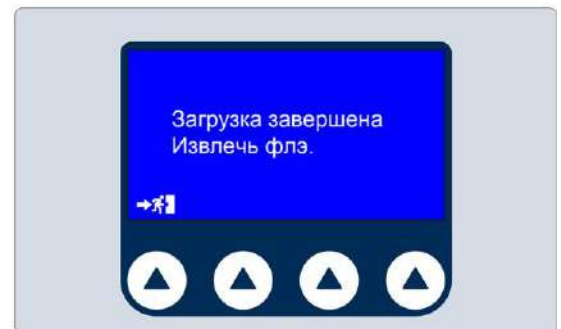 Загрузка завершена
Извлечь флэ.